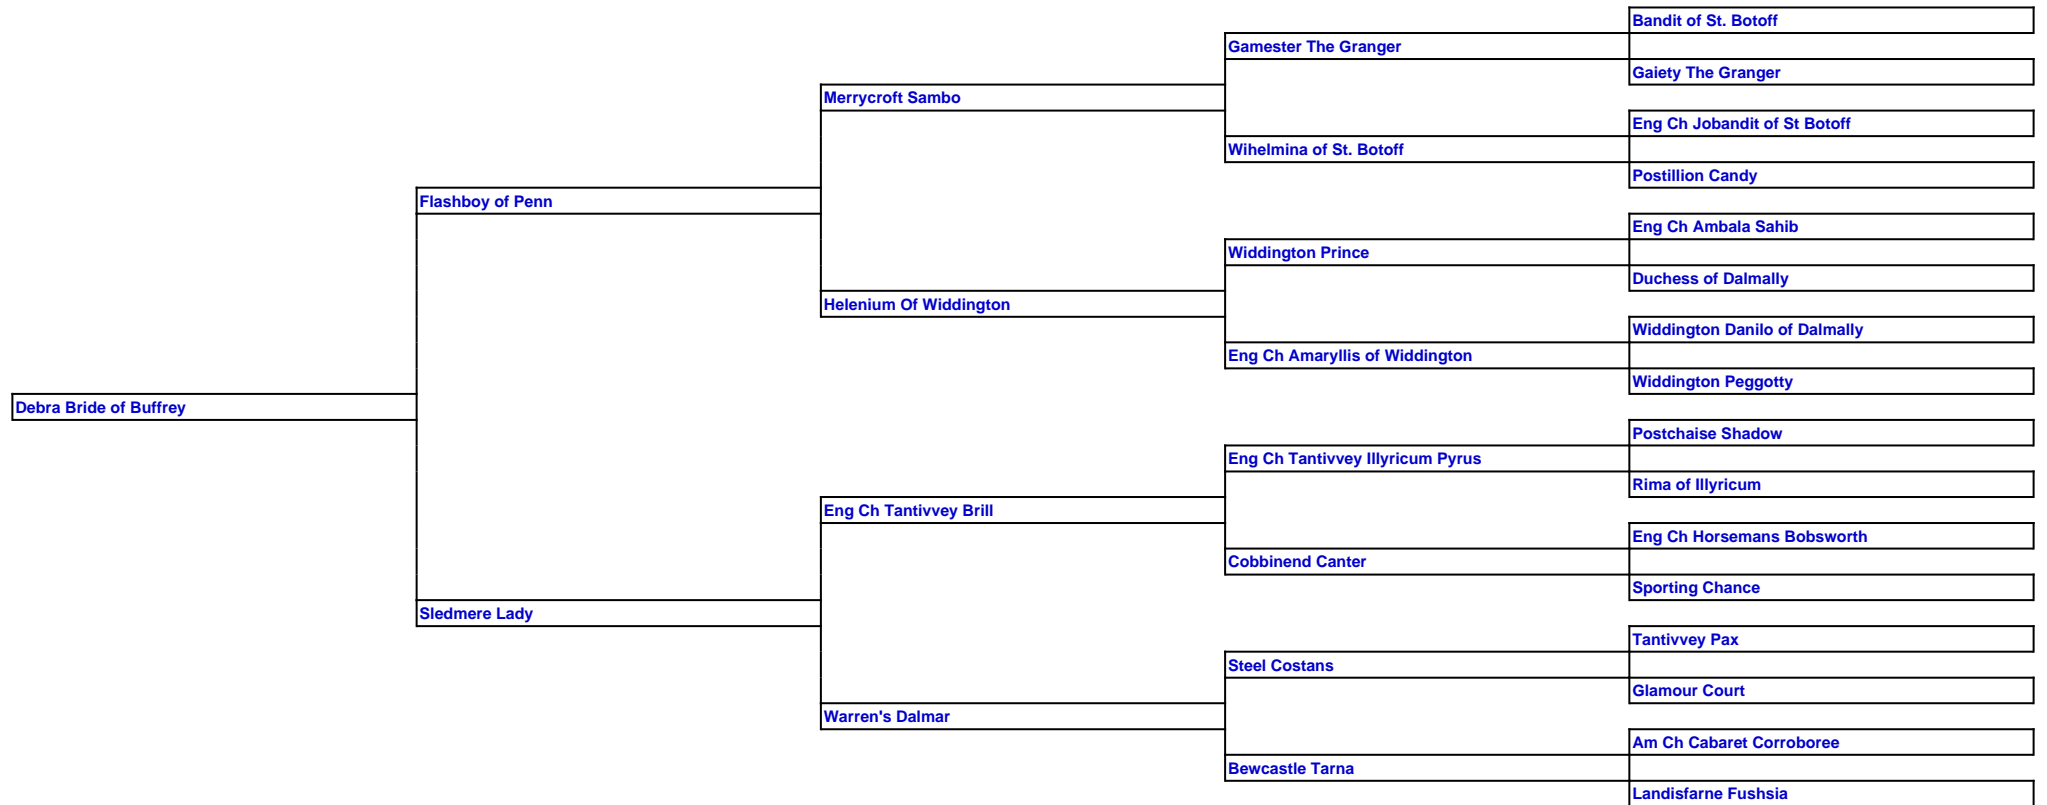 Bandit of St. Botoff
Gamester The Granger
Gaiety The Granger
Merrycroft Sambo
Eng Ch Jobandit of St Botoff
Wihelmina of St. Botoff
Postillion Candy
Flashboy of Penn
Eng Ch Ambala Sahib
Widdington Prince
Duchess of Dalmally
Helenium Of Widdington
Widdington Danilo of Dalmally
Eng Ch Amaryllis of Widdington
Widdington Peggotty
Debra Bride of Buffrey
Postchaise Shadow
Eng Ch Tantivvey Illyricum Pyrus
Rima of Illyricum
Eng Ch Tantivvey Brill
Eng Ch Horsemans Bobsworth
Cobbinend Canter
Sporting Chance
Sledmere Lady
Tantivvey Pax
Steel Costans
Glamour Court
Warren's Dalmar
Am Ch Cabaret Corroboree
Bewcastle Tarna
Landisfarne Fushsia